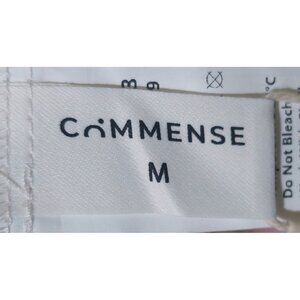 COMMENSE
M
Do Not Bleach
°C